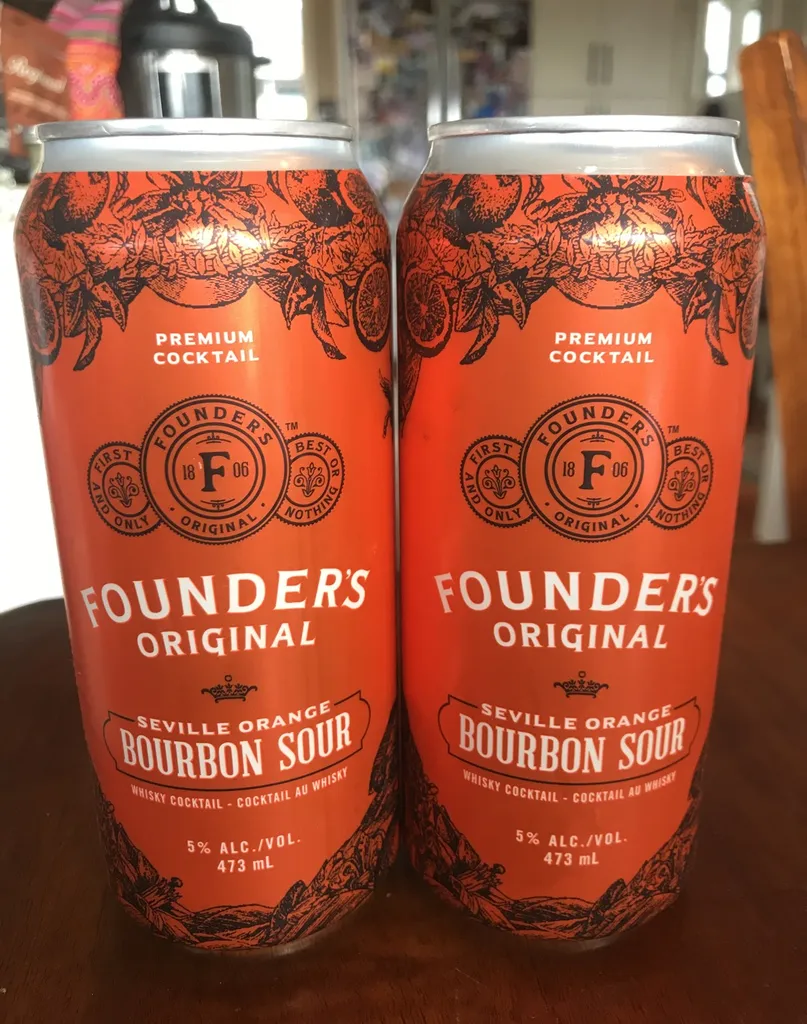 PREMIUM
COCKTAIL
FOUNDER'S
18 F 06
ORIGINAL
A FIRST
AND ONLY
BEST OR
NOTHING
TM
FOUNDER'S
ORIGINAL
SEVILLE ORANGE
BOURBON SOUR
WHISKY COCKTAIL - COCKTAIL AU WHISKY
5% ALC./VOL.
473 mL
PREMIUM
COCKTAIL
FOUNDER'S
18 F 06
ORIGINAL
A FIRST
AND ONLY
BEST OR
NOTHING
TM
FOUNDER'S
ORIGINAL
SEVILLE ORANGE
BOURBON SOUR
WHISKY COCKTAIL - COCKTAIL AU WHISKY
5% ALC./VOL.
473 mL